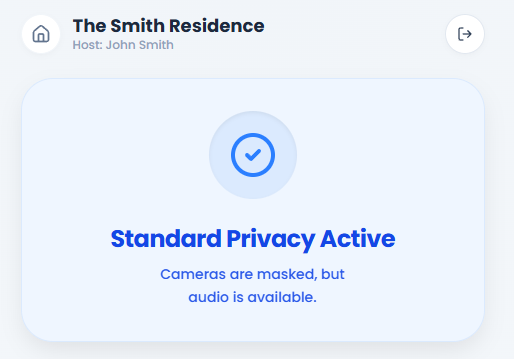 The Smith Residence
Host: John Smith
Standard Privacy Active
Cameras are masked, but
audio is available.